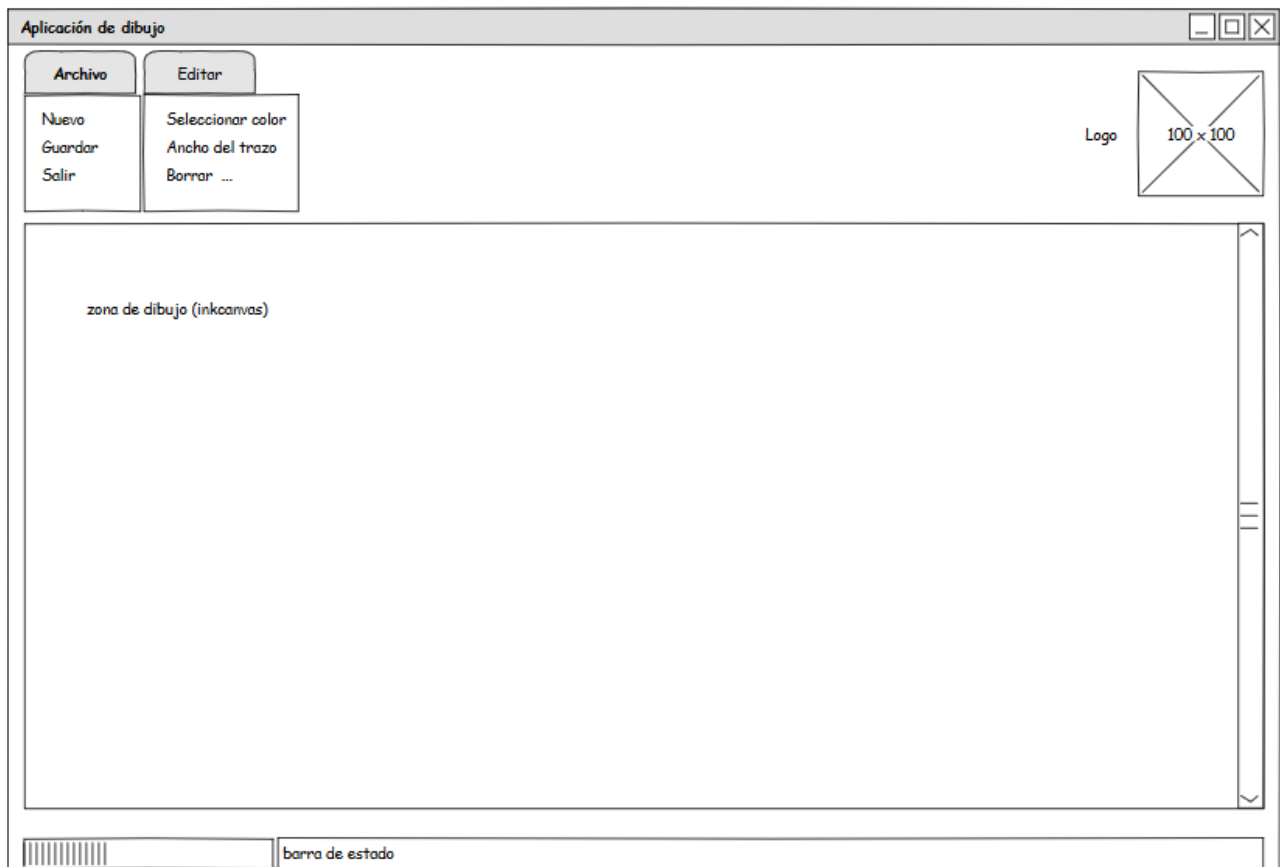 Aplicación de dibujo
Archivo
Editar
Nuevo
Guardar
Salir
Seleccionar color
Ancho del trazo
Borrar ...
Logo
100 x 100
zona de dibujo (inkcanvas)
barra de estado